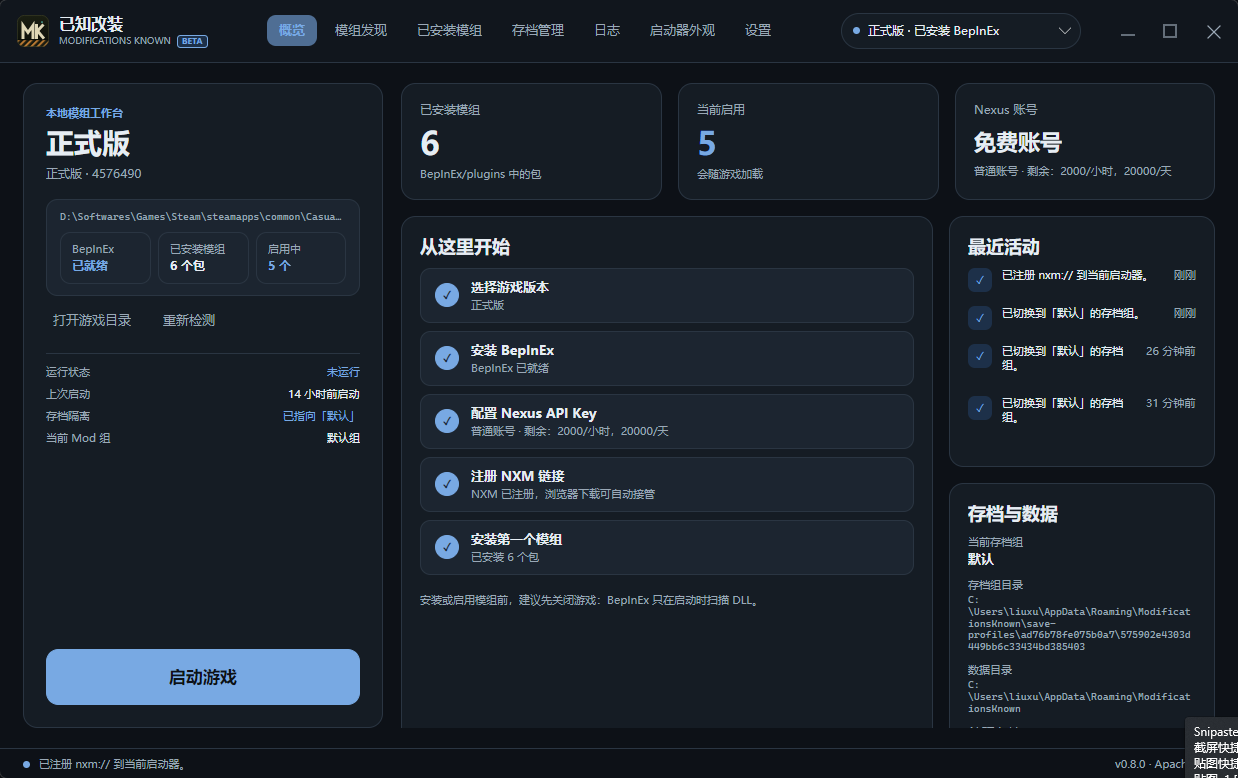 MK
已知改装
MODIFICATIONS KNOWN BETA
概览
模组发现
已安装模组
存档管理
日志
启动器外观
设置
正式版 · 已安装 BepInEx
本地模组工作台
正式版
正式版 · 4576490
D:\Softwares\Games\Steam\steamapps\common\Casua…
BepInEx
已就绪
已安装模组
6 个包
启用中
5 个
打开游戏目录
重新检测
运行状态 未运行
上次启动 14 小时前启动
存档隔离 已指向「默认」
当前 Mod 组 默认组
启动游戏
已安装模组
6
BepInEx/plugins 中的包
当前启用
5
会随游戏加载
Nexus 账号
免费账号
普通账号 · 剩余：2000/小时，20000/天
从这里开始
选择游戏版本
正式版
安装 BepInEx
BepInEx 已就绪
配置 Nexus API Key
普通账号 · 剩余：2000/小时，20000/天
注册 NXM 链接
NXM 已注册，浏览器下载可自动接管
安装第一个模组
已安装 6 个包
安装或启用模组前，建议先关闭游戏：BepInEx 只在启动时扫描 DLL。
最近活动
已注册 nxm:// 到当前启动器。 刚刚
已切换到「默认」的存档组。 刚刚
已切换到「默认」的存档 26 分钟前
组。
已切换到「默认」的存档 31 分钟前
组。
存档与数据
当前存档组
默认
存档组目录
C:
\Users\liuxu\AppData\Roaming\Modificat
ionsKnown\save-
profiles\ad76b78fe075b0a7\575902e4303d
449bb6c33434bd385403
数据目录
C:
\Users\liuxu\AppData\Roaming\Modificat
ionsKnown
已注册 nxm:// 到当前启动器。
v0.8.0 · Apach
Snipaste
截屏快捷
贴图快捷